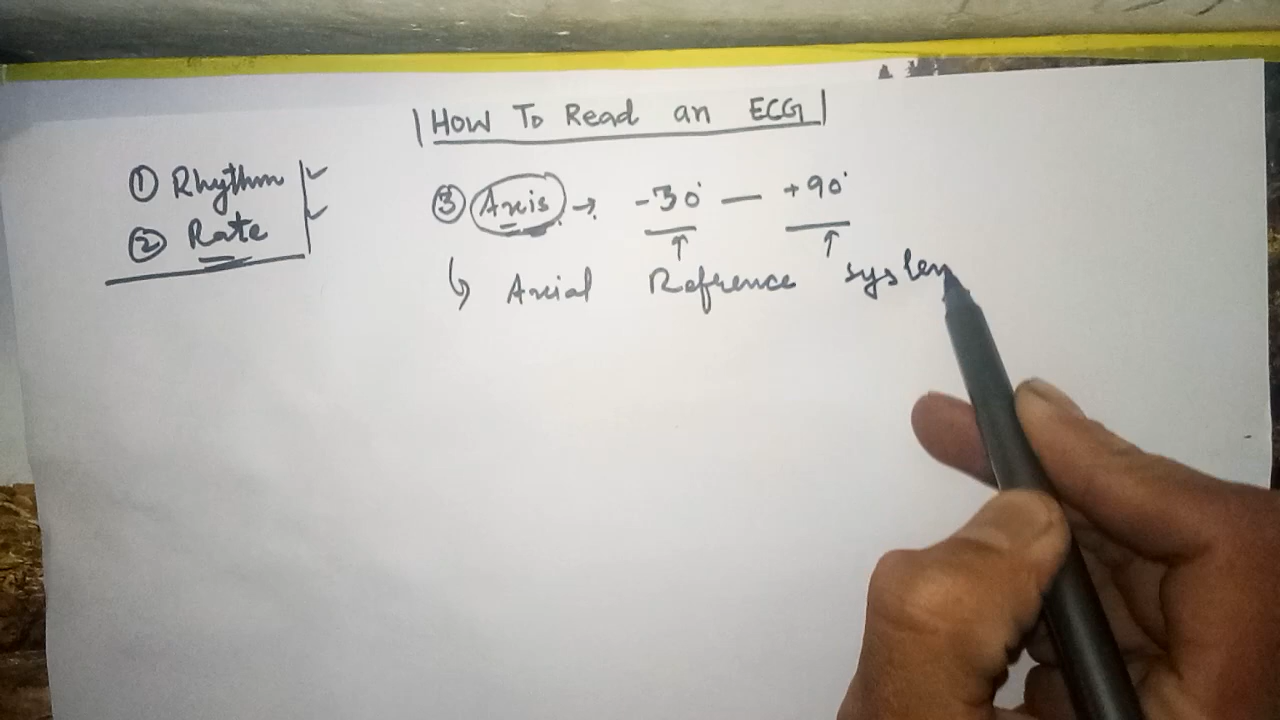 How To Read an ECG
① Rhythm
② Rate
③ Axis → -30° — +90°
Axial Refrence system